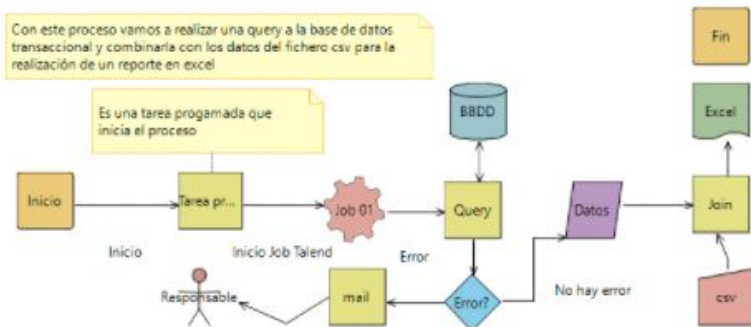 Con este proceso vamos a realizar una query a la base de datos
transaccional y combinarla con los datos del fichero csv para la
realización de un reporte en excel
Fin
Es una tarea progamada que
inicia el proceso
BBDD
Excel
Inicio
Tarea pr...
Job 01
Query
Datos
Join
Inicio
Inicio Job Talend
Error
Responsable
mail
Error?
No hay error
csv